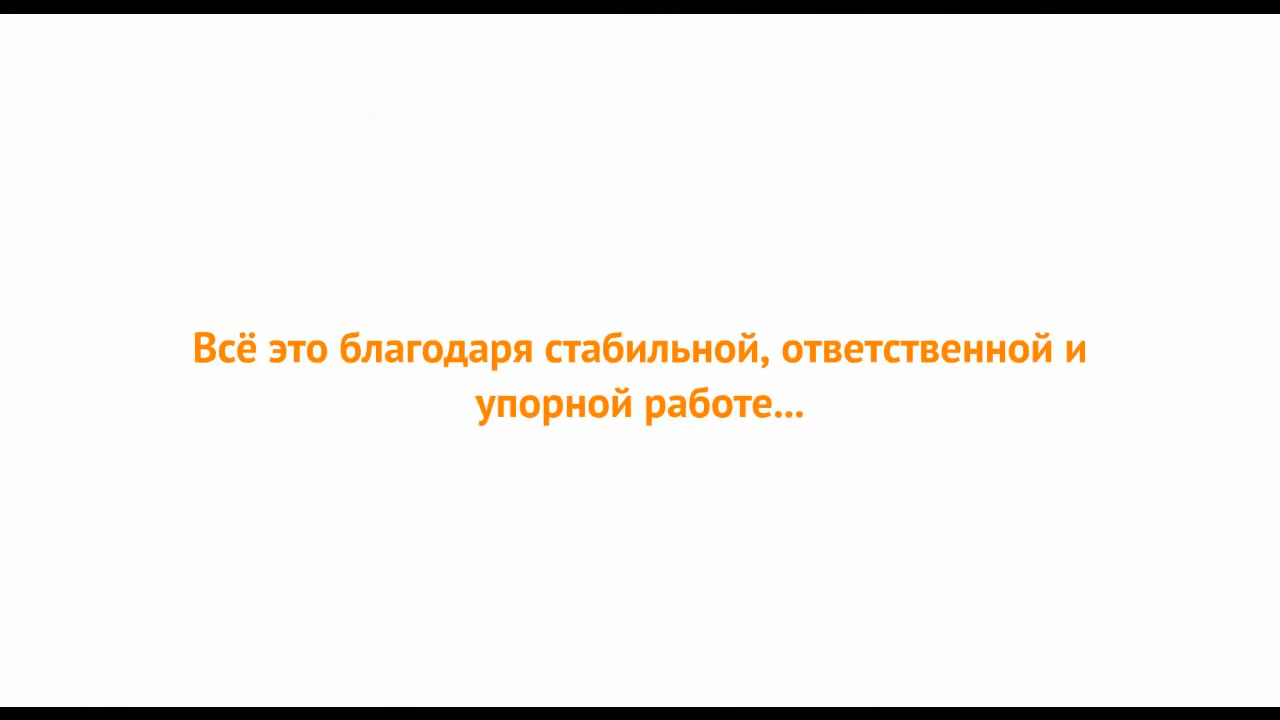 Всё это благодаря стабильной, ответственной и
упорной работе...